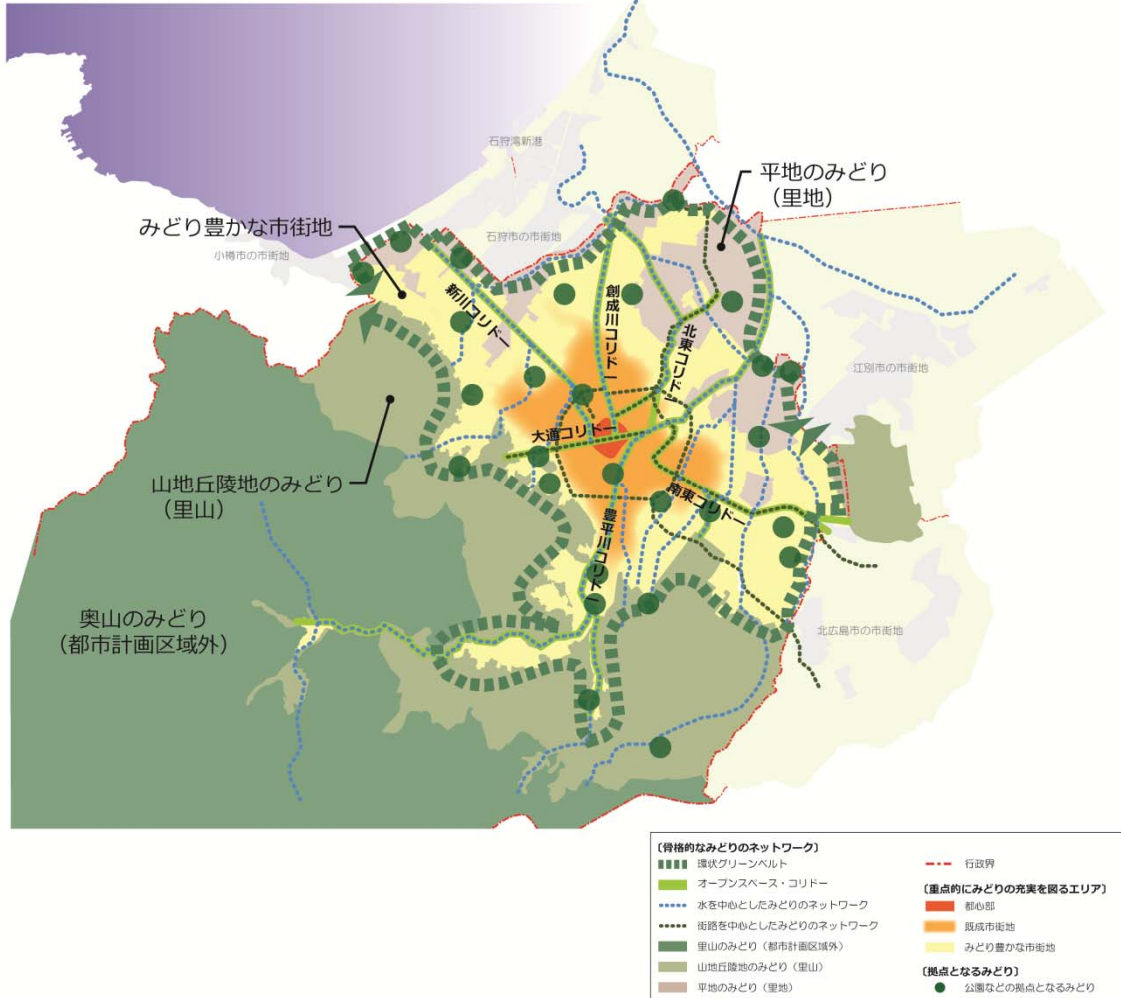 石狩湾新港
平地のみどり
（里地）
みどり豊かな市街地
石狩市の市街地
小樽市の市街地
新川コリドー
創成川コリドー
北東コリドー
江別市の市街地
大通コリドー
山地丘陵地のみどり
（里山）
南東コリドー
豊平川コリドー
奥山のみどり
（都市計画区域外）
北広島市の市街地
〔骨格的なみどりのネットワーク〕
環状グリーンベルト
オープンスペース・コリドー
水を中心としたみどりのネットワーク
街路を中心としたみどりのネットワーク
里山のみどり（都市計画区域外）
山地丘陵地のみどり（里山）
平地のみどり（里地）
行政界
〔重点的にみどりの充実を図るエリア〕
都心部
既成市街地
みどり豊かな市街地
〔拠点となるみどり〕
公園などの拠点となるみどり